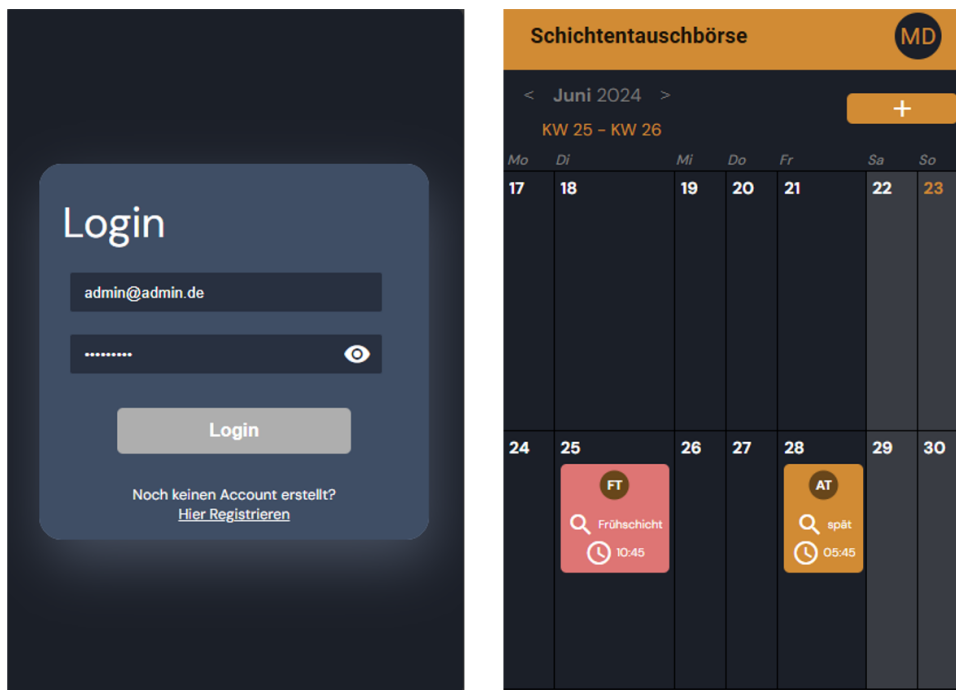 Login
admin@admin.de
•••••••••
Login
Noch keinen Account erstellt?
Hier Registrieren
Schichtentauschbörse
MD
< Juni 2024 >
+
KW 25 - KW 26
Mo Di Mi Do Fr Sa So
17 18 19 20 21 22 23
24 25 26 27 28 29 30
FT AT
Frühschicht spät
10:45 05:45